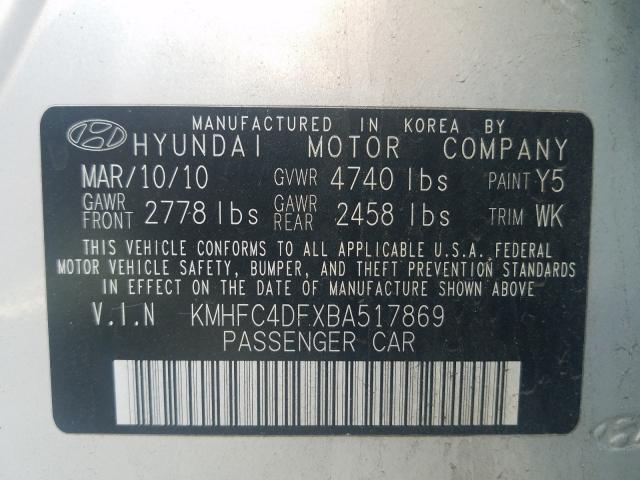 MANUFACTURED IN KOREA BY
HYUNDAI MOTOR COMPANY
MAR/10/10 GVWR 4740 lbs PAINT Y5
GAWR FRONT 2778 lbs GAWR REAR 2458 lbs TRIM WK
THIS VEHICLE CONFORMS TO ALL APPLICABLE U.S.A. FEDERAL
MOTOR VEHICLE SAFETY, BUMPER, AND THEFT PREVENTION STANDARDS
IN EFFECT ON THE DATE OF MANUFACTURE SHOWN ABOVE.
V.I.N KMHFC4DFXBA517869
PASSENGER CAR